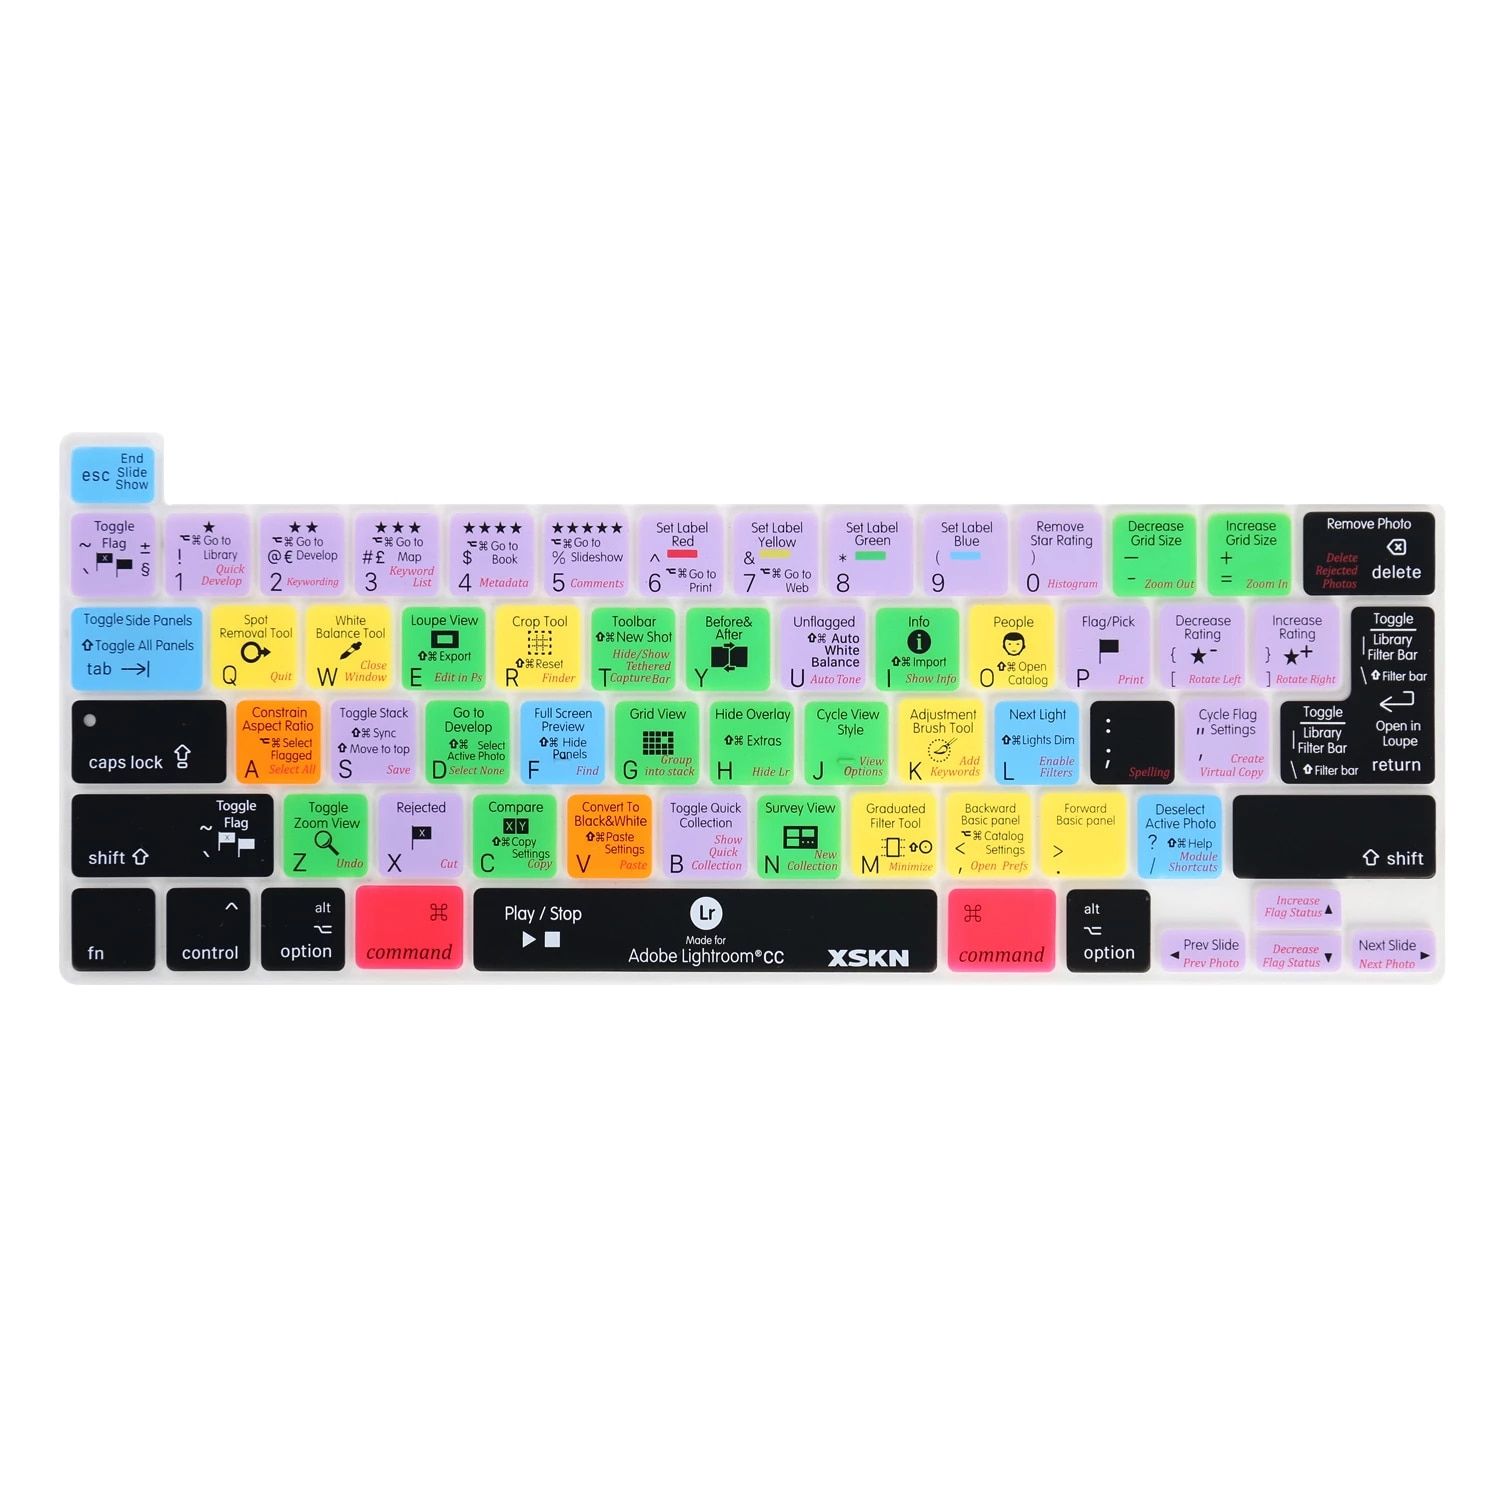 End
esc Slide
Show
Toggle
~ Flag ±
` §
⌥⌘Go to
! Library
1 Quick
Develop
⌥⌘Go to
@€ Develop
2 Keywording
⌥⌘Go to
#£ Map
3 Keyword
List
⌥⌘Go to
$ Book
4 Metadata
⌥⌘Go to
% Slideshow
5 Comments
Set Label
Red
^
6 ⌥⌘Go to
Print
Set Label
Yellow
&
7 ⌥⌘Go to
Web
Set Label
Green
*
8
Set Label
Blue
(
9
Remove
Star Rating
)
0 Histogram
Decrease
Grid Size
—
- Zoom Out
Increase
Grid Size
+
= Zoom In
Remove Photo
Delete
Rejected
Photos
delete
Toggle Side Panels
⇧Toggle All Panels
tab
Spot
Removal Tool
Q Quit
White
Balance Tool
Close
W Window
Loupe View
⇧⌘Export
E Edit in Ps
Crop Tool
⇧⌘Reset
R Finder
Toolbar
⇧⌘New Shot
Hide/Show
Tethered
T Capture Bar
Before&
After
Y
Unflagged
⇧⌘ Auto
White
Balance
U Auto Tone
Info
⇧⌘Import
I Show Info
People
⇧⌘Open
O Catalog
Flag/Pick
P Print
Decrease
Rating
{ ★-
[ Rotate Left
Increase
Rating
} ★+
] Rotate Right
Toggle
| Library
Filter Bar
\ ⇧Filter bar
caps lock
Constrain
Aspect Ratio
⌥⌘Select
Flagged
A Select All
Toggle Stack
⇧⌘Sync
⇧Move to top
S Save
Go to
Develop
⇧⌘ Select
Active Photo
D Select None
Full Screen
Preview
⇧⌘ Hide
Panels
F Find
Grid View
Group
G into stack
Hide Overlay
⇧⌘Extras
H Hide Lr
Cycle View
Style
View
J Options
Adjustment
Brush Tool
Add
K Keywords
Next Light
⇧⌘Lights Dim
Enable
L Filters
:
; Spelling
Cycle Flag
" Settings
' Create
Virtual Copy
Toggle
| Library
Filter Bar
\ ⇧Filter bar
Open in
Loupe
return
Toggle
~ Flag
`
shift ⇧
Toggle
Zoom View
Z Undo
Rejected
X Cut
Compare
X Y
⇧⌘Copy
Settings
C Copy
Convert To
Black&White
⇧⌘Paste
Settings
V Paste
Toggle Quick
Collection
Show
Quick
B Collection
Survey View
New
N Collection
Graduated
Filter Tool
M Minimize
Backward
Basic panel
⌥⌘Catalog
< Settings
, Open Prefs
Forward
Basic panel
>
.
Deselect
Active Photo
? ⇧⌘Help
/ Module
Shortcuts
⇧ shift
fn
^
control
alt
⌥
option
⌘
command
Play / Stop
Lr
Made for
Adobe Lightroom®CC
XSKN
⌘
command
alt
⌥
option
Prev Slide
◄ Prev Photo
Increase
Flag Status▲
Decrease
Flag Status▼
Next Slide
Next Photo ►